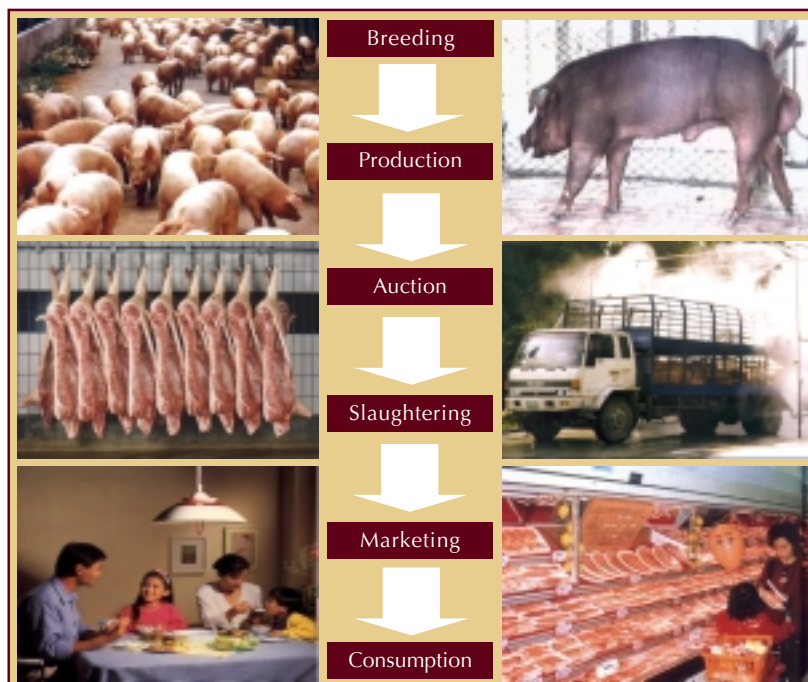 Breeding
Production
Auction
Slaughtering
Marketing
Consumption